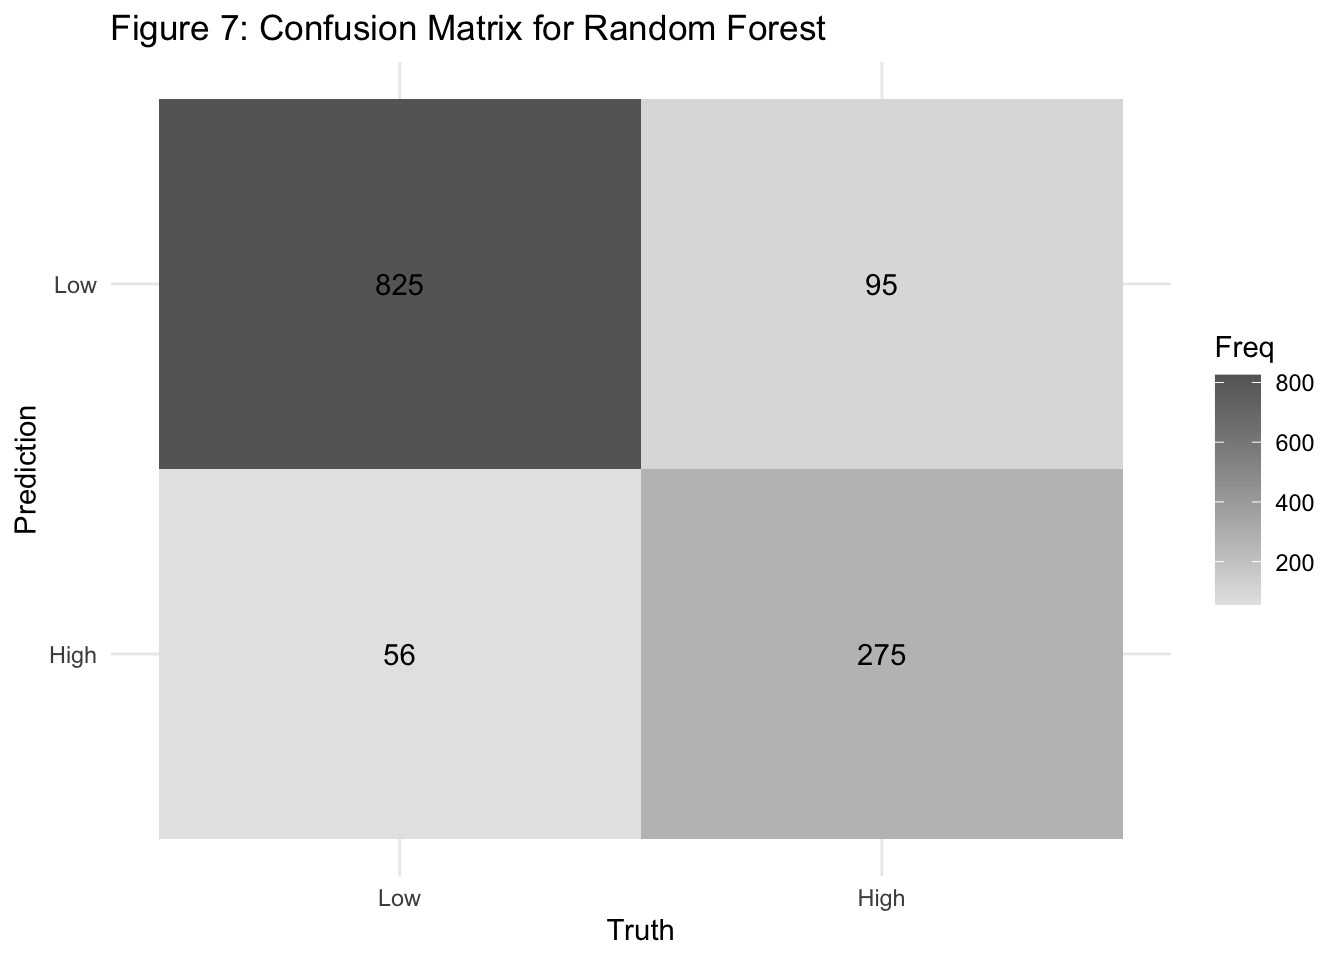 Figure 7: Confusion Matrix for Random Forest
Prediction
Low
High
825
95
56
275
Low
High
Truth
Freq
800
600
400
200